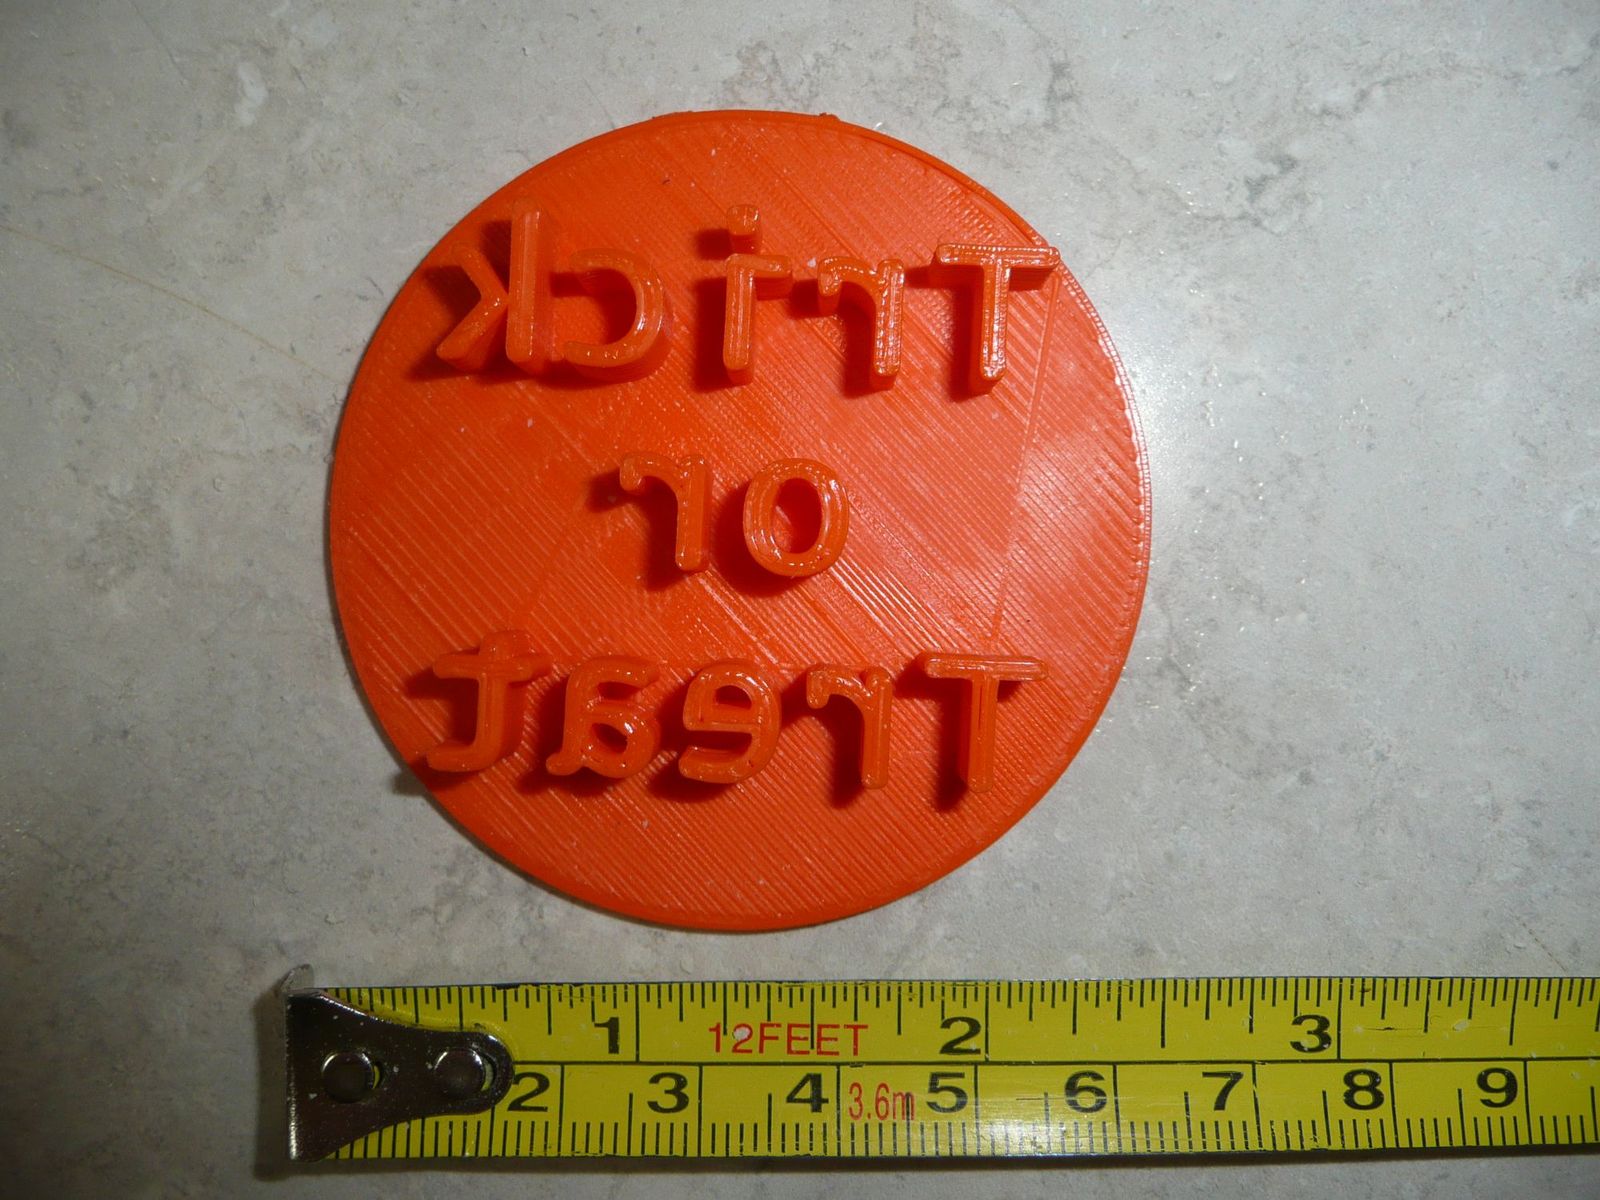 Trick
or
Treat
1 12FEET 2 3
2 3 4 3.6m 5 6 7 8 9